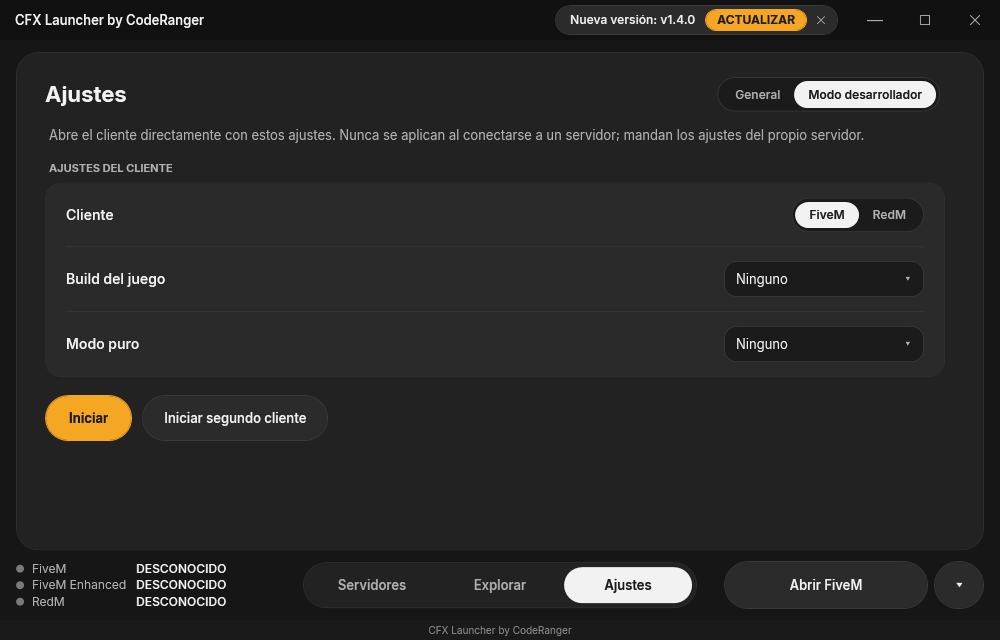 CFX Launcher by CodeRanger
Nueva versión: v1.4.0 ACTUALIZAR
Ajustes
General Modo desarrollador
Abre el cliente directamente con estos ajustes. Nunca se aplican al conectarse a un servidor; mandan los ajustes del propio servidor.
AJUSTES DEL CLIENTE
Cliente FiveM RedM
Build del juego Ninguno
Modo puro Ninguno
Iniciar Iniciar segundo cliente
FiveM DESCONOCIDO
FiveM Enhanced DESCONOCIDO
RedM DESCONOCIDO
Servidores Explorar Ajustes Abrir FiveM
CFX Launcher by CodeRanger